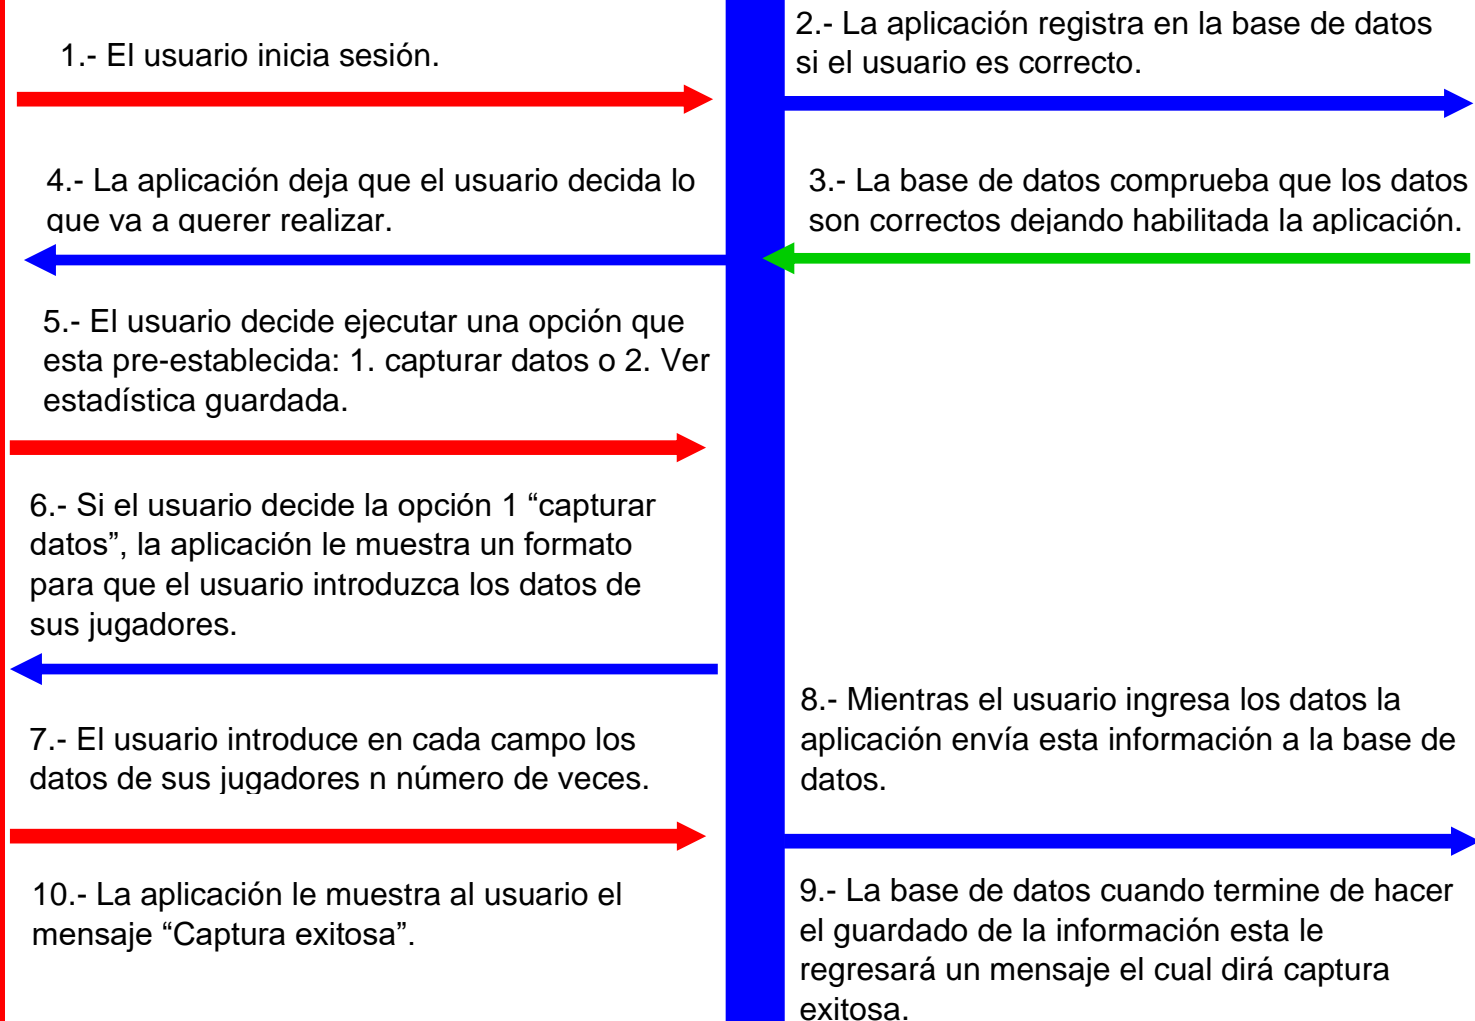 1.- El usuario inicia sesión.
2.- La aplicación registra en la base de datos
si el usuario es correcto.
4.- La aplicación deja que el usuario decida lo
que va a querer realizar.
3.- La base de datos comprueba que los datos
son correctos dejando habilitada la aplicación.
5.- El usuario decide ejecutar una opción que
esta pre-establecida: 1. capturar datos o 2. Ver
estadística guardada.
6.- Si el usuario decide la opción 1 “capturar
datos”, la aplicación le muestra un formato
para que el usuario introduzca los datos de
sus jugadores.
7.- El usuario introduce en cada campo los
datos de sus jugadores n número de veces.
8.- Mientras el usuario ingresa los datos la
aplicación envía esta información a la base de
datos.
10.- La aplicación le muestra al usuario el
mensaje “Captura exitosa”.
9.- La base de datos cuando termine de hacer
el guardado de la información esta le
regresará un mensaje el cual dirá captura
exitosa.